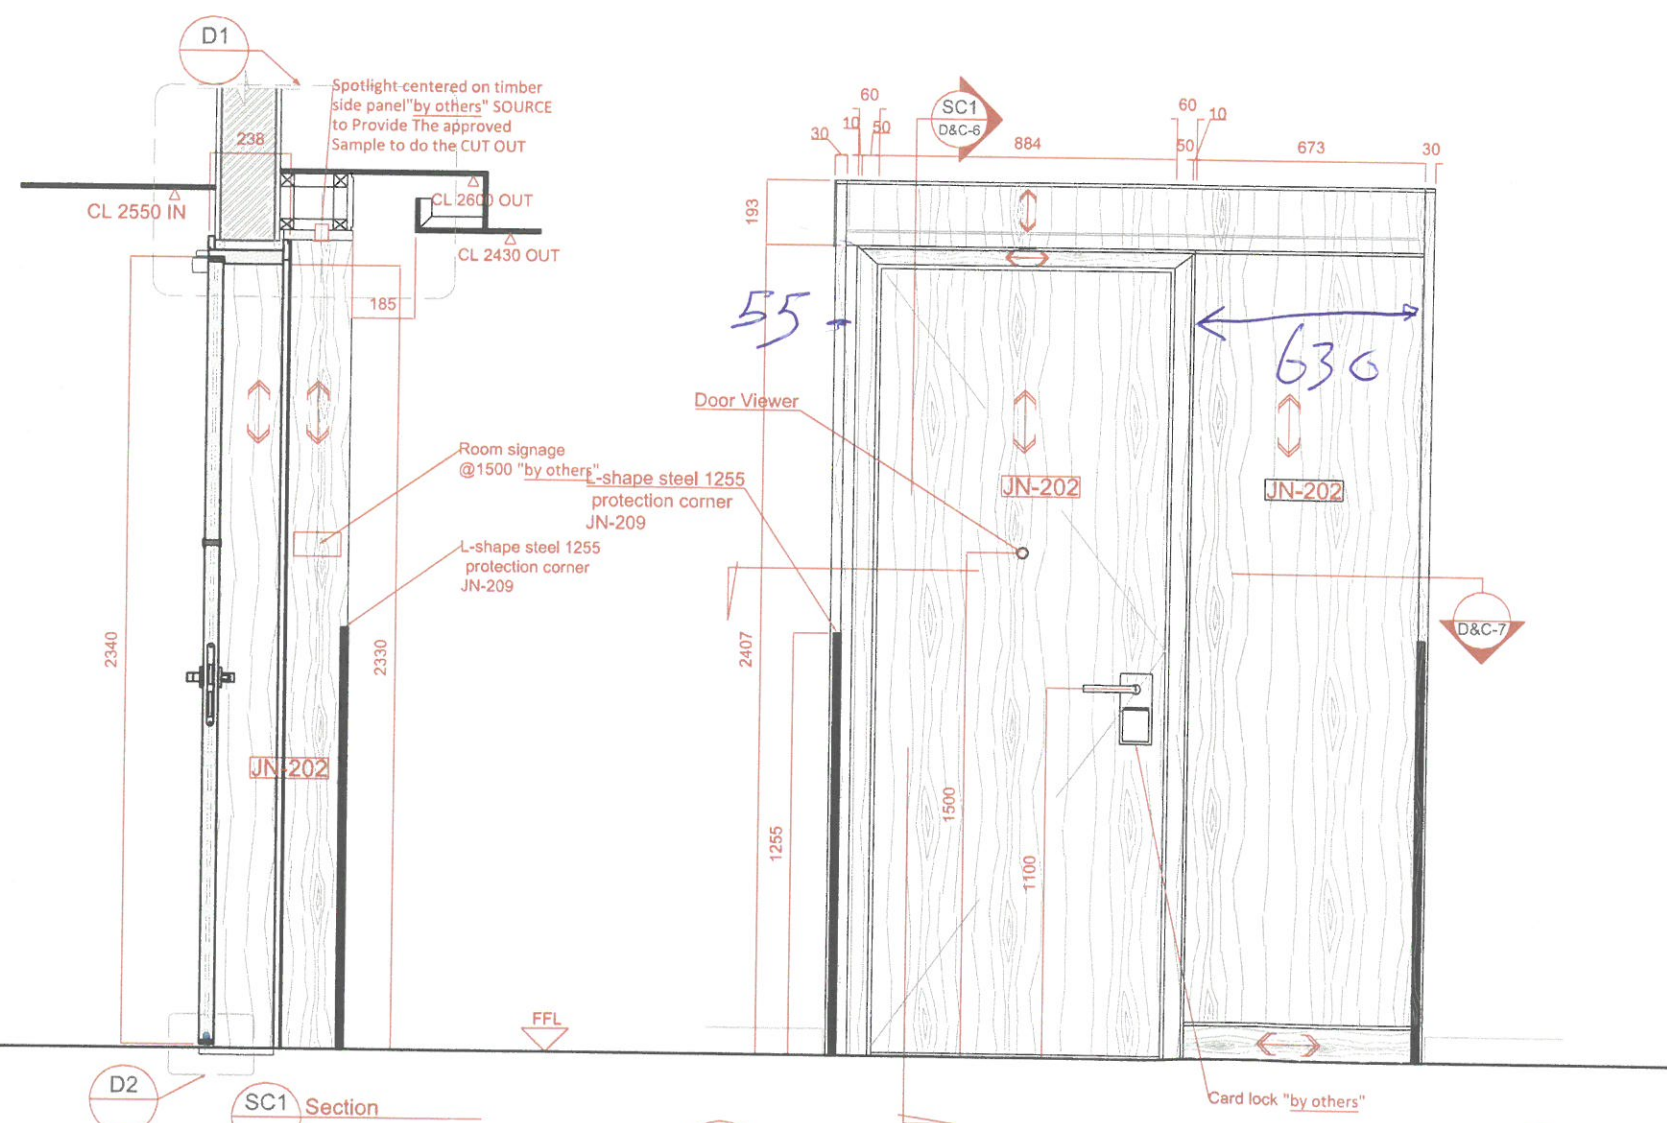 D1
Spotlight centered on timber
side panel"by others" SOURCE
to Provide The approved
Sample to do the CUT OUT
238
CL 2550 IN
CL 2600 OUT
CL 2430 OUT
185
Room signage
@1500 "by others"
L-shape steel 1255
protection corner
JN-209
L-shape steel 1255
protection corner
JN-209
2340
2330
JN-202
FFL
D2
SC1 Section
60
30 10 50
SC1
D&C-6
884
60
50 10
673
30
193
55
630
Door Viewer
JN-202
JN-202
2407
1255
1500
1100
D&C-7
Card lock "by others"